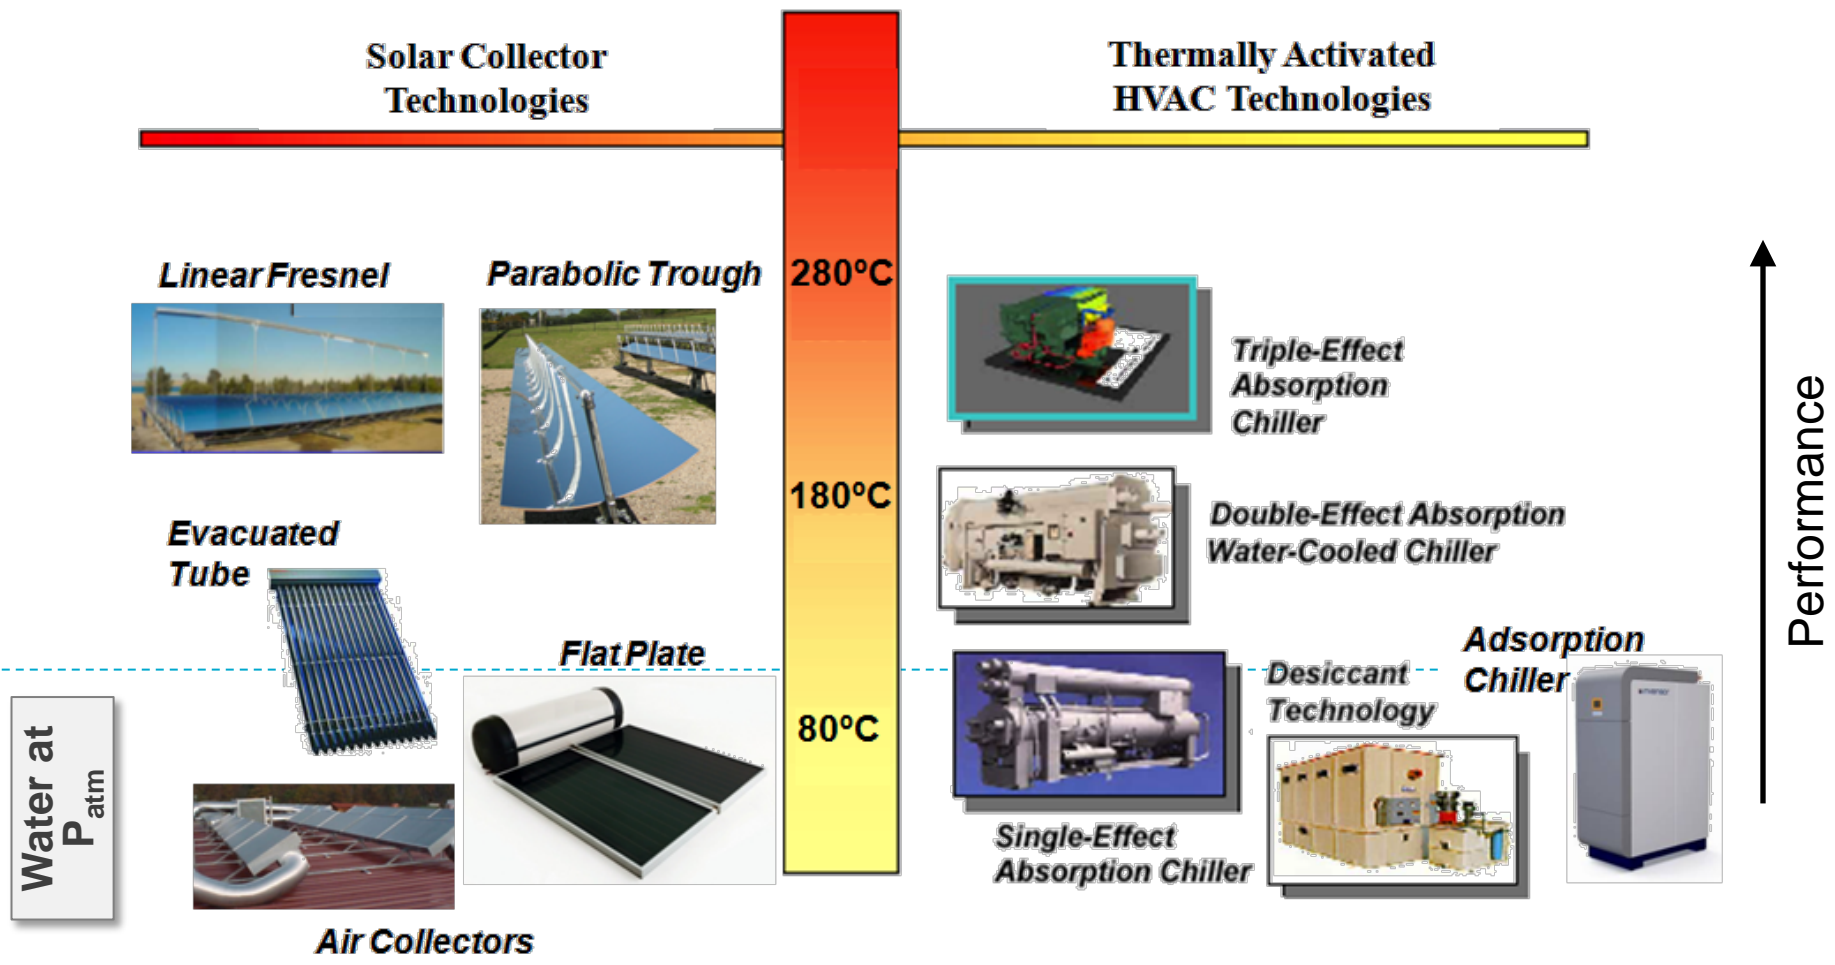 Solar Collector
Technologies
Thermally Activated
HVAC Technologies
Linear Fresnel
Parabolic Trough
280ºC
Triple-Effect
Absorption
Chiller
180ºC
Evacuated
Tube
Double-Effect Absorption
Water-Cooled Chiller
Performance
Flat Plate
Adsorption
Chiller
Desiccant
Technology
80ºC
Water at
Patm
Single-Effect
Absorption Chiller
Air Collectors